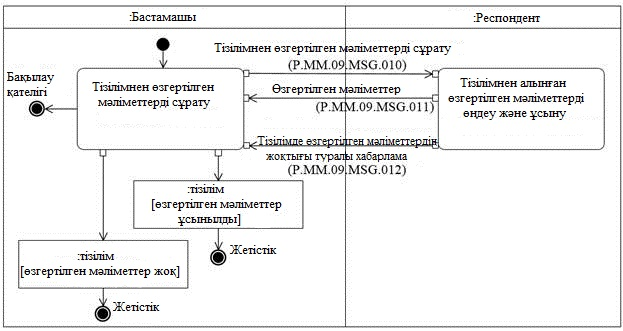 :Бастамашы
:Респондент
Тізілімнен өзгертілген мәліметтерді сұрату
(P.MM.09.MSG.010)
Бақылау
қателігі
Тізілімнен өзгертілген
мәліметтерді сұрату
Өзгертілген мәліметтер
(P.MM.09.MSG.011)
Тізілімнен алынған
өзгертілген мәліметтерді
өңдеу және ұсыну
Тізілімде өзгертілген мәліметтердің
жоктығы туралы хабарлама
(P.MM.09.MSG.012)
:тізілім
[өзгертілген мәліметтер
ұсынылды]
Жетістік
:тізілім
[өзгертілген мәліметтер жоқ]
Жетістік